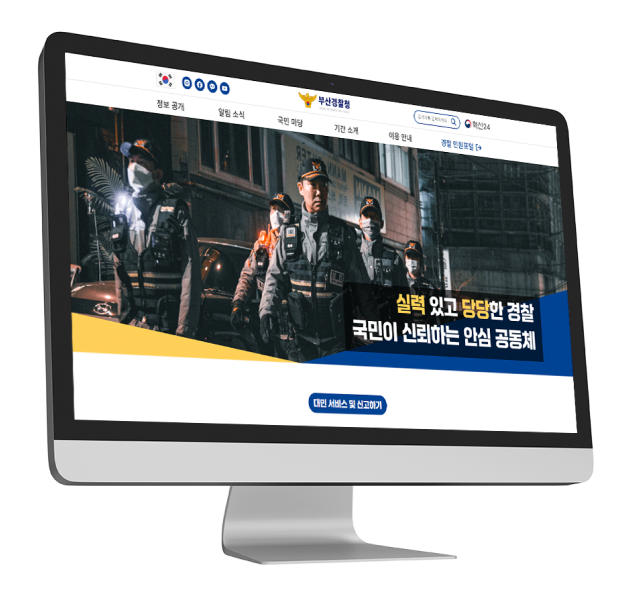 부산경찰청
혁신24
정보 공개
알림 소식
국민 마당
기관 소개
이용 안내
경찰 민원포털
실력 있고 당당한 경찰
국민이 신뢰하는 안심 공동체
대민 서비스 및 신고하기